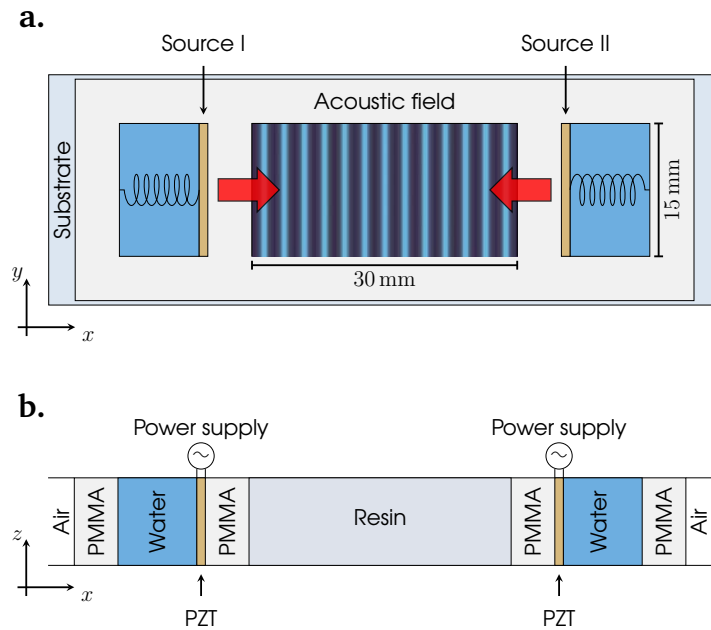 a.
Source I
Source II
Acoustic field
Substrate
15 mm
30 mm
y
x
b.
Power supply
Power supply
Air
PMMA
Water
PMMA
Resin
PMMA
Water
PMMA
Air
z
x
PZT
PZT